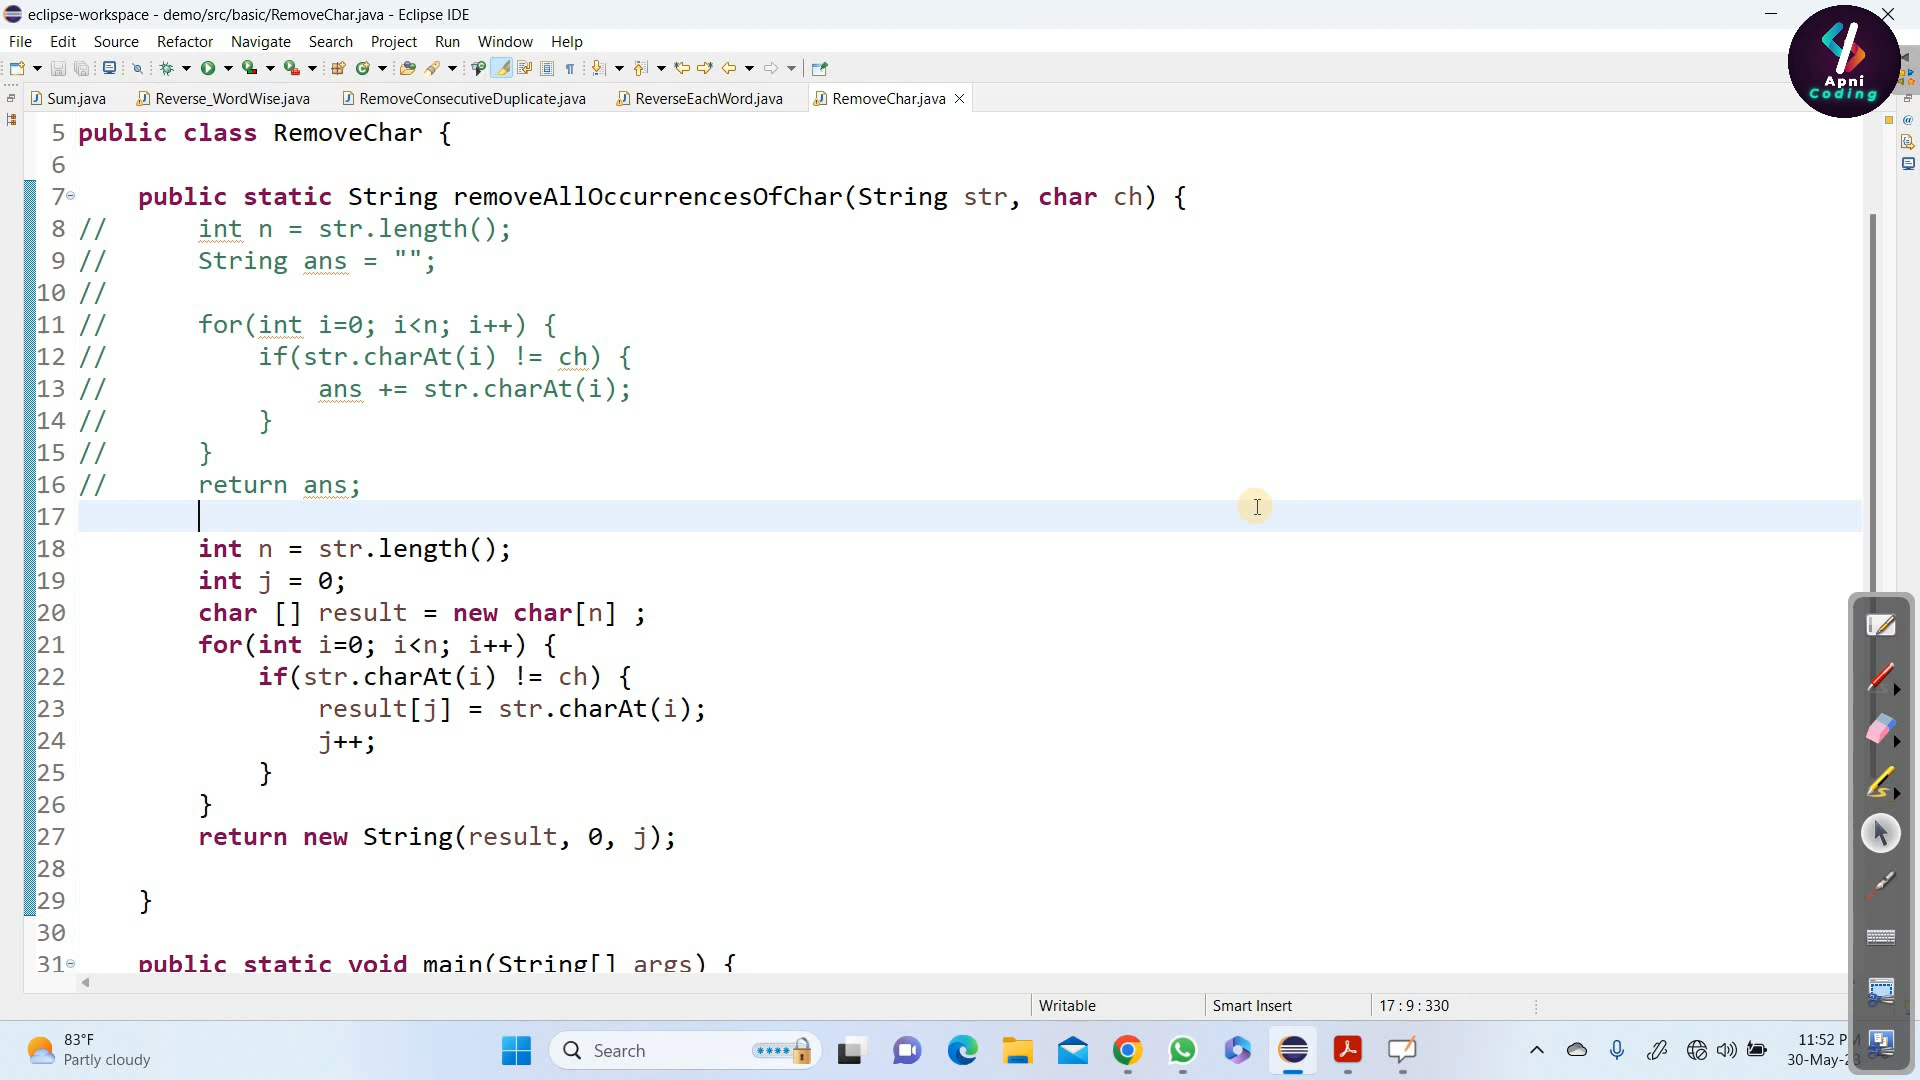 eclipse-workspace - demo/src/basic/RemoveChar.java - Eclipse IDE
File Edit Source Refactor Navigate Search Project Run Window Help
Sum.java Reverse_WordWise.java RemoveConsecutiveDuplicate.java ReverseEachWord.java RemoveChar.java
Apni
Coding
5 public class RemoveChar {
6
7 public static String removeAllOccurrencesOfChar(String str, char ch) {
8 // int n = str.length();
9 // String ans = "";
10 //
11 // for(int i=0; i<n; i++) {
12 // if(str.charAt(i) != ch) {
13 // ans += str.charAt(i);
14 // }
15 // }
16 // return ans;
17
18 int n = str.length();
19 int j = 0;
20 char [] result = new char[n] ;
21 for(int i=0; i<n; i++) {
22 if(str.charAt(i) != ch) {
23 result[j] = str.charAt(i);
24 j++;
25 }
26 }
27 return new String(result, 0, j);
28
29 }
30
31 public static void main(String[] args) {
Writable Smart Insert 17 : 9 : 330
83°F
Partly cloudy
Search
11:52 P
30-May-2